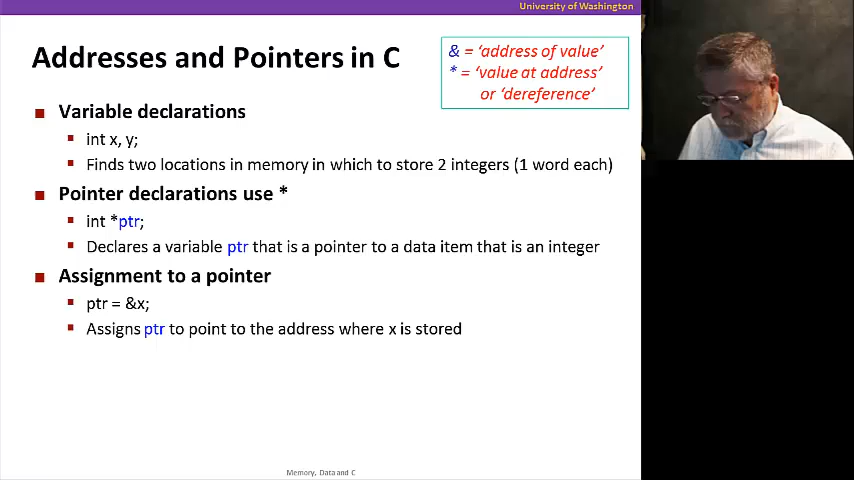 University of Washington
Addresses and Pointers in C
& = ‘address of value’
* = ‘value at address’
or ‘dereference’
■ Variable declarations
▪ int x, y;
▪ Finds two locations in memory in which to store 2 integers (1 word each)
■ Pointer declarations use *
▪ int *ptr;
▪ Declares a variable ptr that is a pointer to a data item that is an integer
■ Assignment to a pointer
▪ ptr = &x;
▪ Assigns ptr to point to the address where x is stored
Memory, Data and C